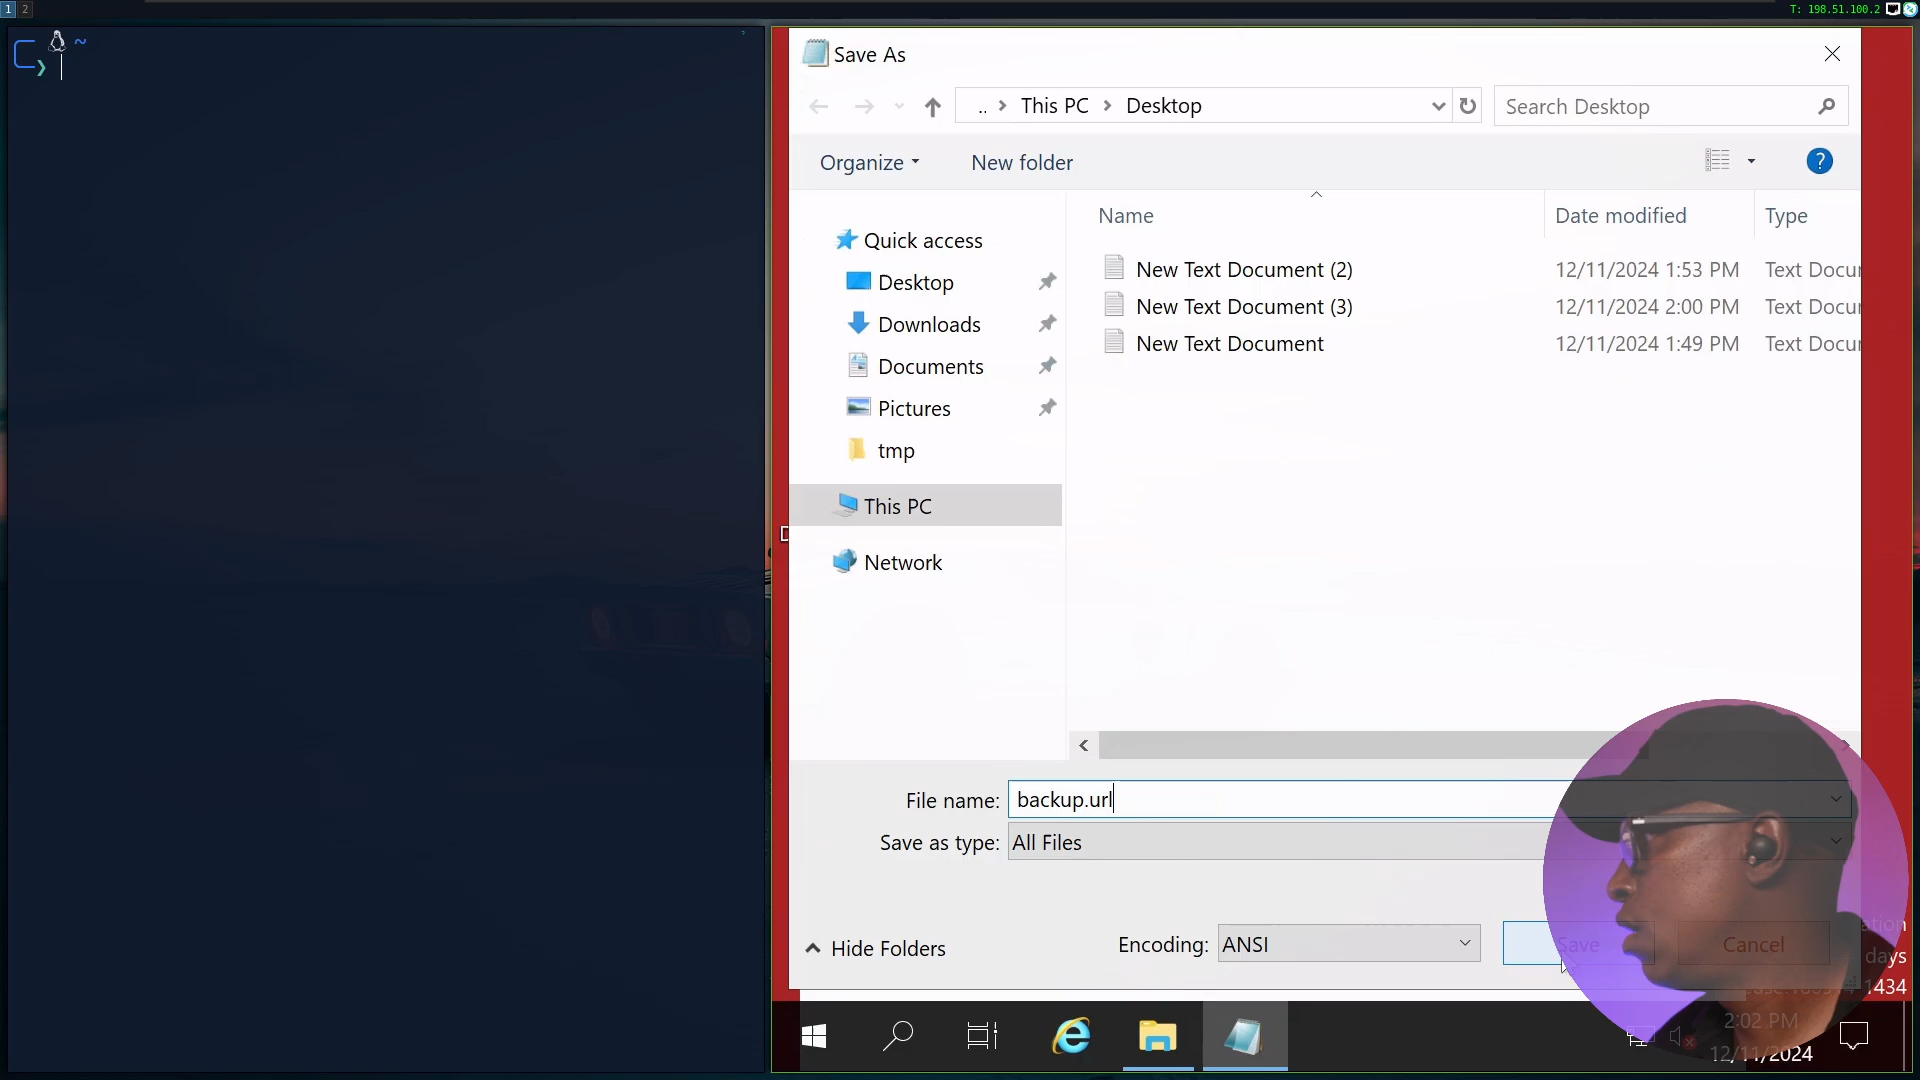 1 2
T: 198.51.100.2
~
Save As
.. This PC Desktop
Search Desktop
Organize
New folder
?
Name
Date modified
Type
Quick access
Desktop
Downloads
Documents
Pictures
tmp
This PC
Network
New Text Document (2) 12/11/2024 1:53 PM Text Docu
New Text Document (3) 12/11/2024 2:00 PM Text Docu
New Text Document 12/11/2024 1:49 PM Text Docu
File name: backup.url
Save as type: All Files
Hide Folders
Encoding: ANSI
Save
Cancel
ation
days
1434
2:02 PM
12/11/2024